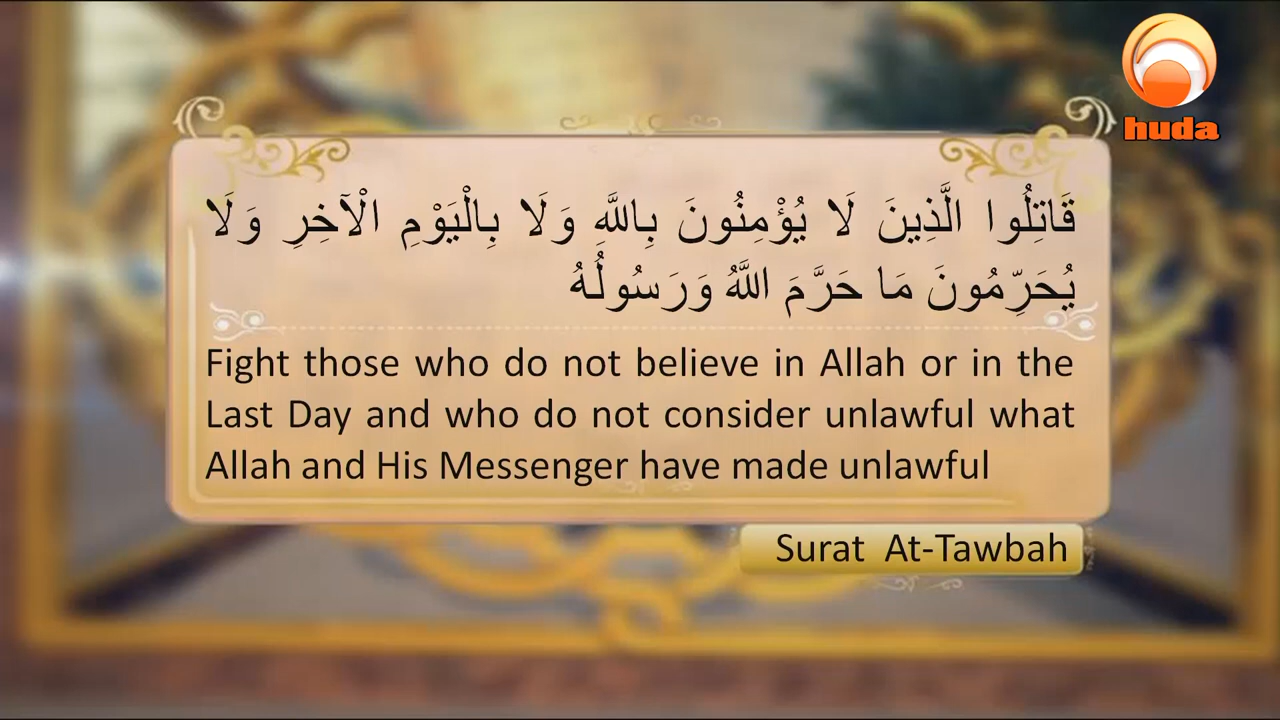 huda
قَاتِلُوا الَّذِينَ لَا يُؤْمِنُونَ بِاللَّهِ وَلَا بِالْيَوْمِ الْآخِرِ وَلَا
يُحَرِّمُونَ مَا حَرَّمَ اللَّهُ وَرَسُولُهُ
Fight those who do not believe in Allah or in the
Last Day and who do not consider unlawful what
Allah and His Messenger have made unlawful
Surat At-Tawbah